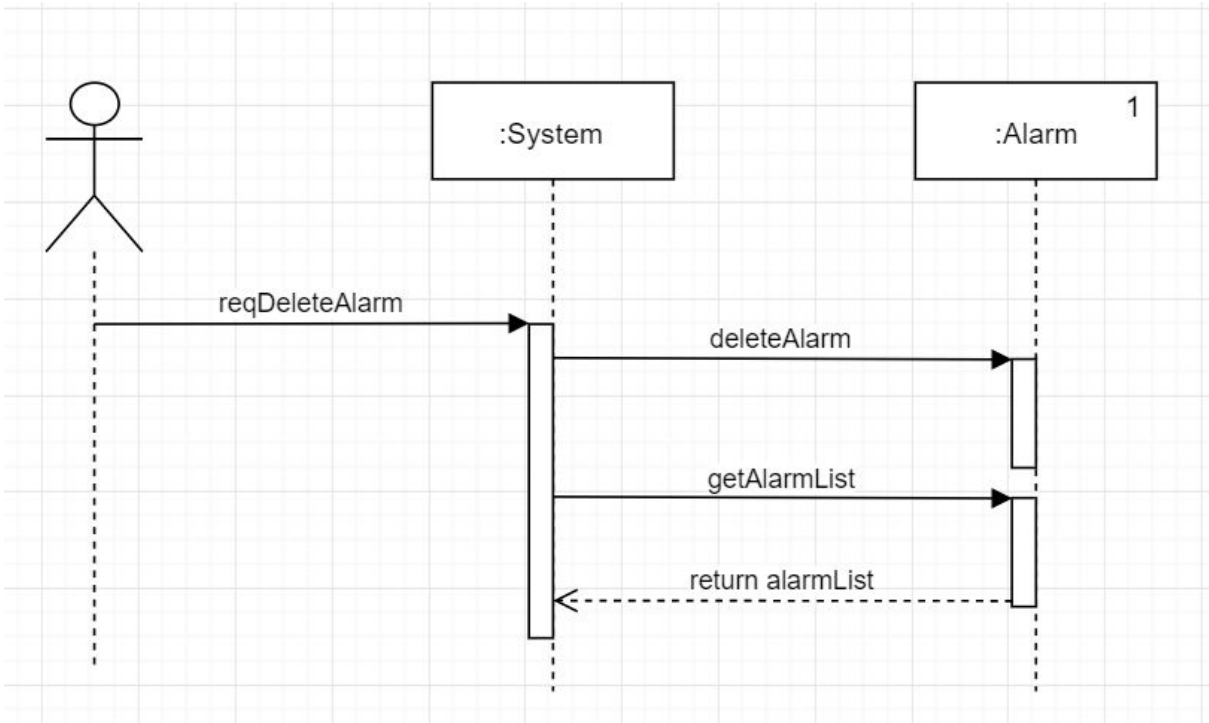 :System
1
:Alarm
reqDeleteAlarm
deleteAlarm
getAlarmList
return alarmList